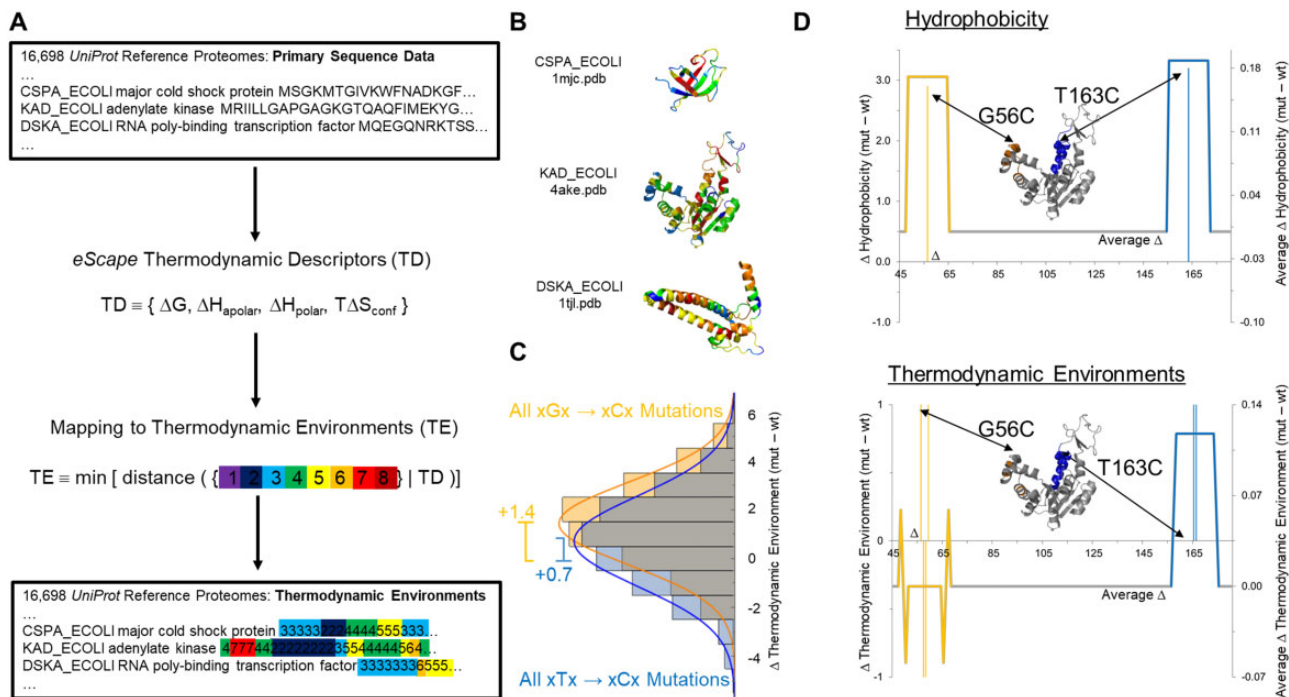 A
16,698 UniProt Reference Proteomes: Primary Sequence Data
…
CSPA_ECOLI major cold shock protein MSGKMTGIVKWFNADKGF…
KAD_ECOLI adenylate kinase MRIILLGAPGAGKGTQAQFIMEKYG…
DSKA_ECOLI RNA poly-binding transcription factor MQEGQNRKTSS…
…
eScape Thermodynamic Descriptors (TD)
TD ≡ { ΔG, ΔHapolar, ΔHpolar, TΔSconf }
Mapping to Thermodynamic Environments (TE)
TE ≡ min [ distance ( { 1 2 3 4 5 6 7 8 } | TD )]
16,698 UniProt Reference Proteomes: Thermodynamic Environments
…
CSPA_ECOLI major cold shock protein 333332224444555333…
KAD_ECOLI adenylate kinase 4777442222222222355444444564…
DSKA_ECOLI RNA poly-binding transcription factor 33333336555…
…
B
CSPA_ECOLI
1mjc.pdb
KAD_ECOLI
4ake.pdb
DSKA_ECOLI
1tjl.pdb
C
All xGx → xCx Mutations
+1.4
+0.7
All xTx → xCx Mutations
6
4
2
0
-2
-4
Δ Thermodynamic Environment (mut – wt)
D
Hydrophobicity
Δ Hydrophobicity (mut – wt)
3.0
2.0
1.0
0.0
-1.0
G56C
T163C
Δ
Average Δ
45 65 85 105 125 145 165
0.18
0.11
0.04
-0.03
-0.10
Average Δ Hydrophobicity (mut – wt)
Thermodynamic Environments
Δ Thermodynamic Environment (mut – wt)
1
0
-1
G56C
T163C
Δ
45 65 85 105 125 145 165
Average Δ
0.14
0.07
0.00
-0.07
Average Δ Thermodynamic Environment (mut – wt)